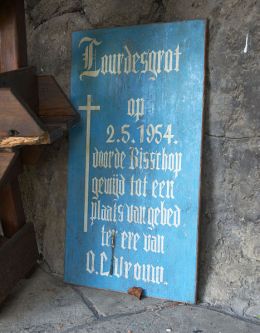 Lourdesgrot
op
2.5.1954.
door de Bisschop
gewijd tot een
plaats van gebed
ter ere van
O.L.Vrouw.